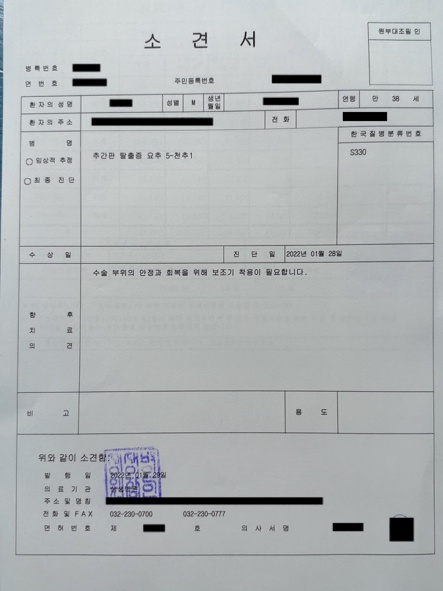 원부대조필 인
소 견 서
병록번호
연 번 호 주민등록번호
환자의 성명 성별 M 생년월일 연령 만 38 세
환자의 주소 전 화
병 명 한국질병분류번호
○ 임상적 추정 추간판 탈출증 요추 5-천추1 S330
○ 최종 진단
수 상 일 진 단 일 2022년 01월 28일
수술 부위의 안정과 회복을 위해 보조기 착용이 필요합니다.
향 후
치 료
의 견
비 고 용 도
위와 같이 소견함
발 행 일 2022년 01월 29일
의 료 기 관
주소 및 명칭
전화 및 FAX 032-230-0700 032-230-0777
면 허 번 호 제 호 의 사 서 명